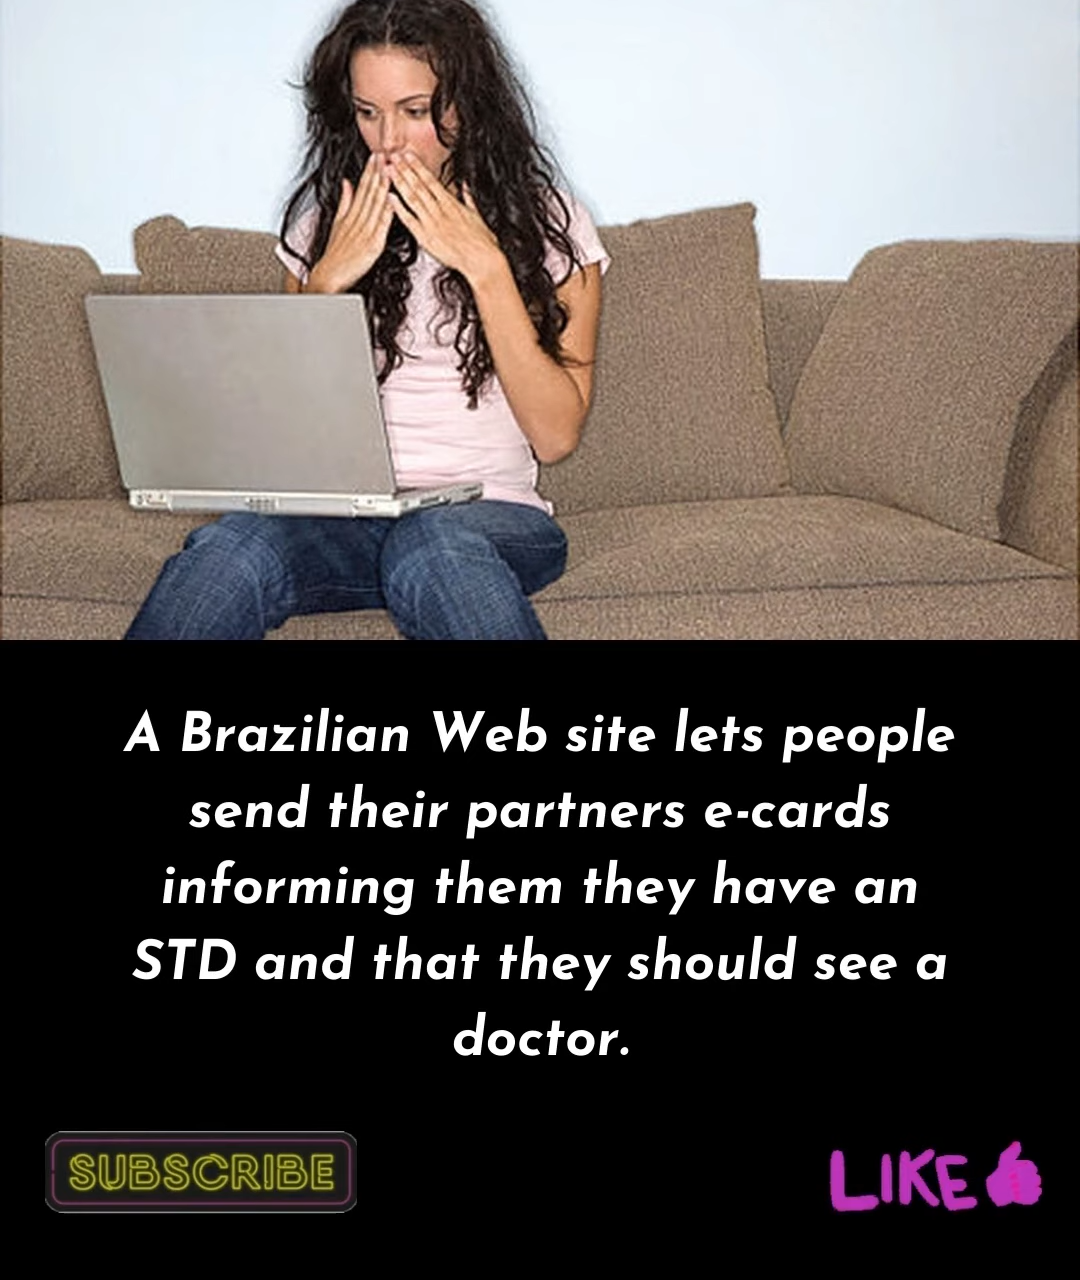 A Brazilian Web site lets people
send their partners e-cards
informing them they have an
STD and that they should see a
doctor.
SUBSCRIBE
LIKE